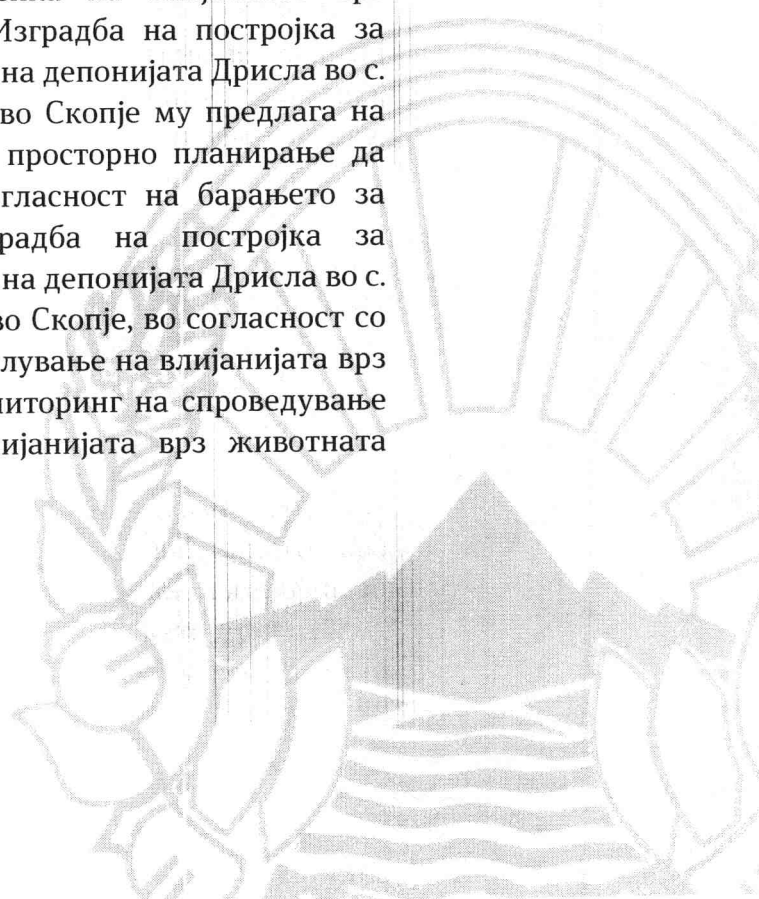 Изградба на постројка за
на депонијата Дрисла во с.
во Скопје му предлага на
просторно планирање да
гласност на барањето за
радба на постројка за
на депонијата Дрисла во с.
во Скопје, во согласност со
лување на влијанијата врз
иторинг на спроведување
ијанијата врз животната